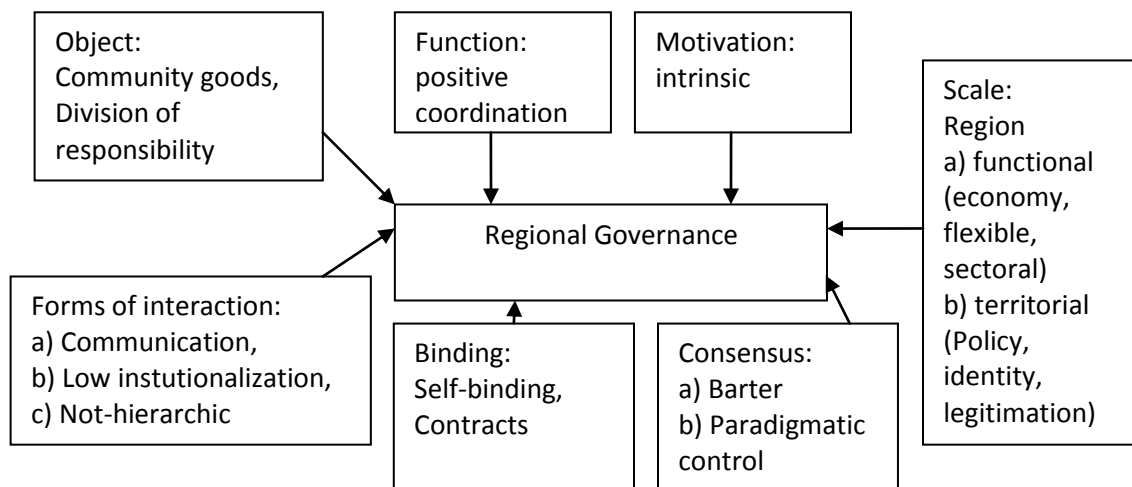 Object:
Community goods,
Division of
responsibility
Function:
positive
coordination
Motivation:
intrinsic
Scale:
Region
a) functional
(economy,
flexible,
sectoral)
b) territorial
(Policy,
identity,
legitimation)
Regional Governance
Forms of interaction:
a) Communication,
b) Low instutionalization,
c) Not-hierarchic
Binding:
Self-binding,
Contracts
Consensus:
a) Barter
b) Paradigmatic
control